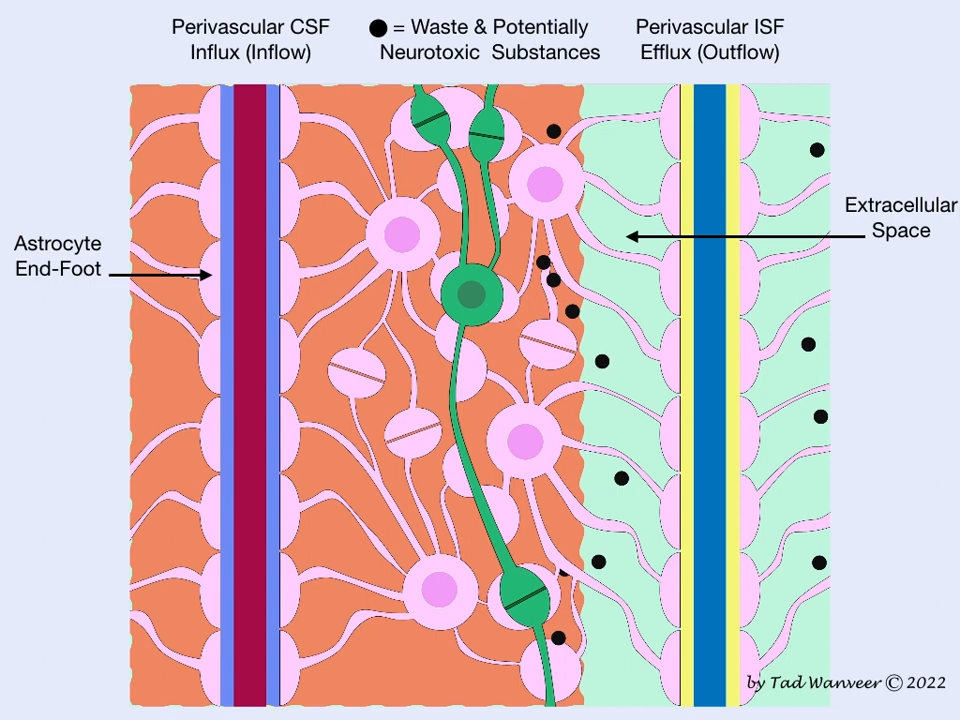 Perivascular CSF
Influx (Inflow)
= Waste & Potentially
Neurotoxic Substances
Perivascular ISF
Efflux (Outflow)
Extracellular
Space
Astrocyte
End-Foot
by Tad Wanveer © 2022